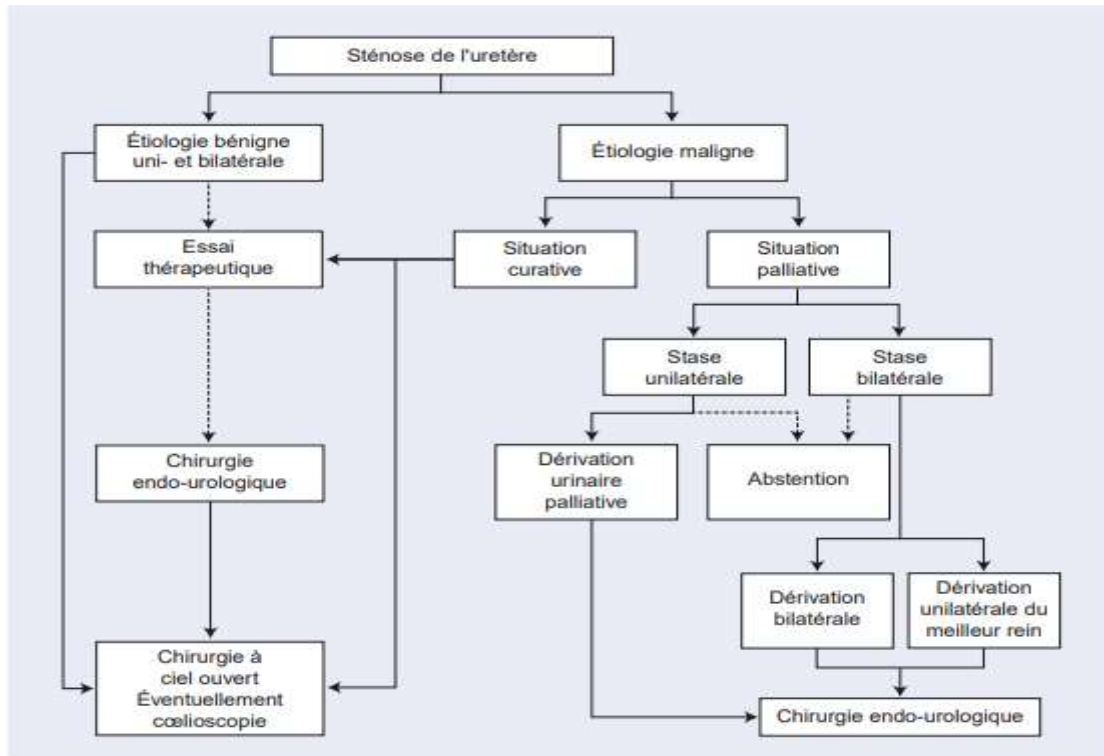 Sténose de l'uretère
Étiologie bénigne
uni- et bilatérale
Étiologie maligne
Essai
thérapeutique
Situation
curative
Situation
palliative
Stase
unilatérale
Stase
bilatérale
Chirurgie
endo-urologique
Dérivation
urinaire
palliative
Abstention
Dérivation
bilatérale
Dérivation
unilatérale du
meilleur rein
Chirurgie à
ciel ouvert
Éventuellement
cœlioscopie
Chirurgie endo-urologique